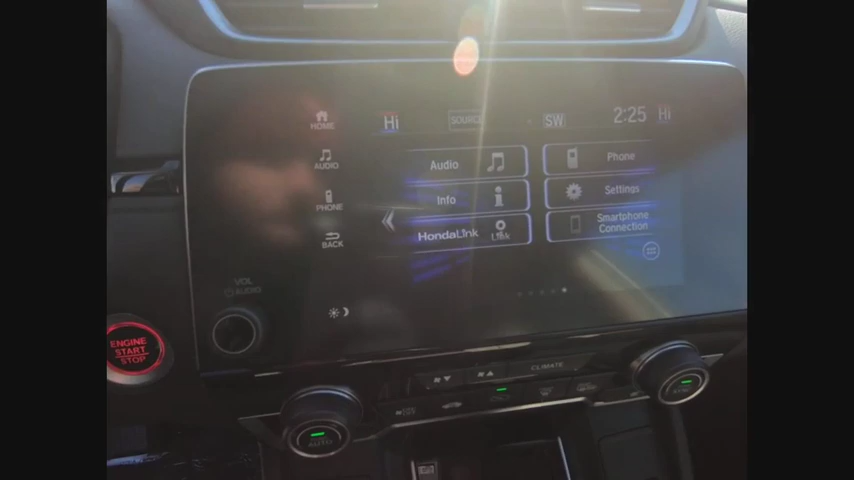 HOME
Hi
SOURCE
SW
2:25
Hi
AUDIO
Audio
Phone
PHONE
Info
Settings
BACK
HondaLink
Link
Smartphone
Connection
VOL
AUDIO
ENGINE
START
STOP
CLIMATE
AUTO
SYNC